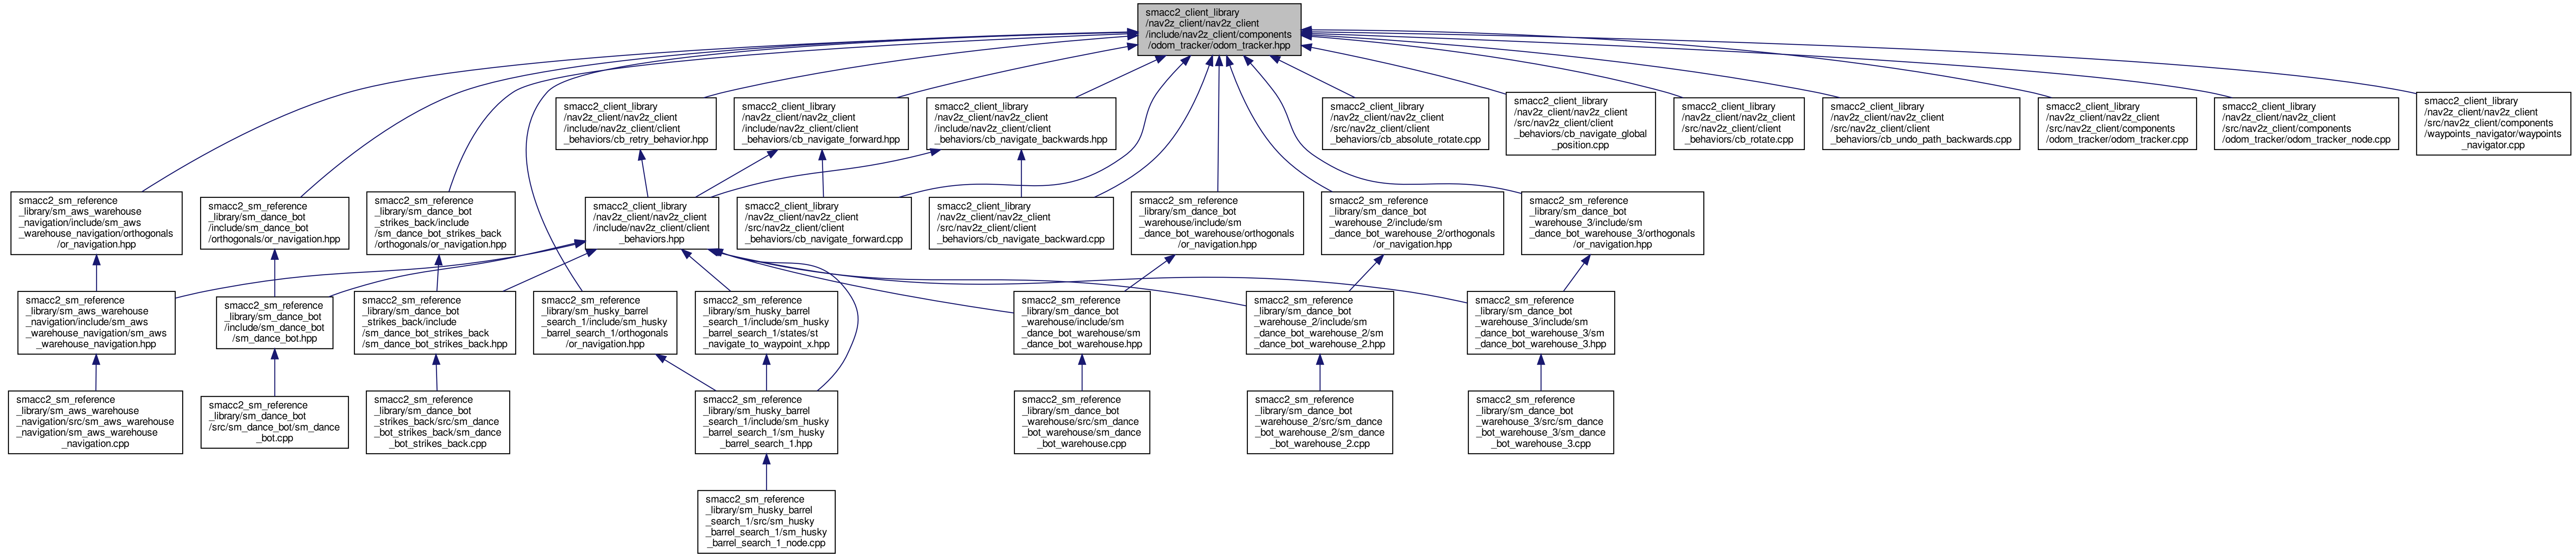 smacc2_client_library
/nav2z_client/nav2z_client
/include/nav2z_client/components
/odom_tracker/odom_tracker.hpp
smacc2_client_library
/nav2z_client/nav2z_client
/include/nav2z_client/client
_behaviors/cb_retry_behavior.hpp
smacc2_client_library
/nav2z_client/nav2z_client
/include/nav2z_client/client
_behaviors/cb_navigate_forward.hpp
smacc2_client_library
/nav2z_client/nav2z_client
/include/nav2z_client/client
_behaviors/cb_navigate_backwards.hpp
smacc2_client_library
/nav2z_client/nav2z_client
/src/nav2z_client/client
_behaviors/cb_absolute_rotate.cpp
smacc2_client_library
/nav2z_client/nav2z_client
/src/nav2z_client/client
_behaviors/cb_navigate_global
_position.cpp
smacc2_client_library
/nav2z_client/nav2z_client
/src/nav2z_client/client
_behaviors/cb_rotate.cpp
smacc2_client_library
/nav2z_client/nav2z_client
/src/nav2z_client/client
_behaviors/cb_undo_path_backwards.cpp
smacc2_client_library
/nav2z_client/nav2z_client
/src/nav2z_client/components
/odom_tracker/odom_tracker.cpp
smacc2_client_library
/nav2z_client/nav2z_client
/src/nav2z_client/components
/odom_tracker/odom_tracker_node.cpp
smacc2_client_library
/nav2z_client/nav2z_client
/src/nav2z_client/components
/waypoints_navigator/waypoints
_navigator.cpp
smacc2_sm_reference
_library/sm_aws_warehouse
_navigation/include/sm_aws
_warehouse_navigation/orthogonals
/or_navigation.hpp
smacc2_sm_reference
_library/sm_dance_bot
/include/sm_dance_bot
/orthogonals/or_navigation.hpp
smacc2_sm_reference
_library/sm_dance_bot
_strikes_back/include
/sm_dance_bot_strikes_back
/orthogonals/or_navigation.hpp
smacc2_client_library
/nav2z_client/nav2z_client
/include/nav2z_client/client
_behaviors.hpp
smacc2_client_library
/nav2z_client/nav2z_client
/src/nav2z_client/client
_behaviors/cb_navigate_forward.cpp
smacc2_client_library
/nav2z_client/nav2z_client
/src/nav2z_client/client
_behaviors/cb_navigate_backward.cpp
smacc2_sm_reference
_library/sm_dance_bot
_warehouse/include/sm
_dance_bot_warehouse/orthogonals
/or_navigation.hpp
smacc2_sm_reference
_library/sm_dance_bot
_warehouse_2/include/sm
_dance_bot_warehouse_2/orthogonals
/or_navigation.hpp
smacc2_sm_reference
_library/sm_dance_bot
_warehouse_3/include/sm
_dance_bot_warehouse_3/orthogonals
/or_navigation.hpp
smacc2_sm_reference
_library/sm_aws_warehouse
_navigation/include/sm_aws
_warehouse_navigation/sm_aws
_warehouse_navigation.hpp
smacc2_sm_reference
_library/sm_dance_bot
/include/sm_dance_bot
/sm_dance_bot.hpp
smacc2_sm_reference
_library/sm_dance_bot
_strikes_back/include
/sm_dance_bot_strikes_back
/sm_dance_bot_strikes_back.hpp
smacc2_sm_reference
_library/sm_husky_barrel
_search_1/include/sm_husky
_barrel_search_1/orthogonals
/or_navigation.hpp
smacc2_sm_reference
_library/sm_husky_barrel
_search_1/include/sm_husky
_barrel_search_1/states/st
_navigate_to_waypoint_x.hpp
smacc2_sm_reference
_library/sm_dance_bot
_warehouse/include/sm
_dance_bot_warehouse/sm
_dance_bot_warehouse.hpp
smacc2_sm_reference
_library/sm_dance_bot
_warehouse_2/include/sm
_dance_bot_warehouse_2/sm
_dance_bot_warehouse_2.hpp
smacc2_sm_reference
_library/sm_dance_bot
_warehouse_3/include/sm
_dance_bot_warehouse_3/sm
_dance_bot_warehouse_3.hpp
smacc2_sm_reference
_library/sm_aws_warehouse
_navigation/src/sm_aws_warehouse
_navigation/sm_aws_warehouse
_navigation.cpp
smacc2_sm_reference
_library/sm_dance_bot
/src/sm_dance_bot/sm_dance
_bot.cpp
smacc2_sm_reference
_library/sm_dance_bot
_strikes_back/src/sm_dance
_bot_strikes_back/sm_dance
_bot_strikes_back.cpp
smacc2_sm_reference
_library/sm_husky_barrel
_search_1/include/sm_husky
_barrel_search_1/sm_husky
_barrel_search_1.hpp
smacc2_sm_reference
_library/sm_dance_bot
_warehouse/src/sm_dance
_bot_warehouse/sm_dance
_bot_warehouse.cpp
smacc2_sm_reference
_library/sm_dance_bot
_warehouse_2/src/sm_dance
_bot_warehouse_2/sm_dance
_bot_warehouse_2.cpp
smacc2_sm_reference
_library/sm_dance_bot
_warehouse_3/src/sm_dance
_bot_warehouse_3/sm_dance
_bot_warehouse_3.cpp
smacc2_sm_reference
_library/sm_husky_barrel
_search_1/src/sm_husky
_barrel_search_1/sm_husky
_barrel_search_1_node.cpp